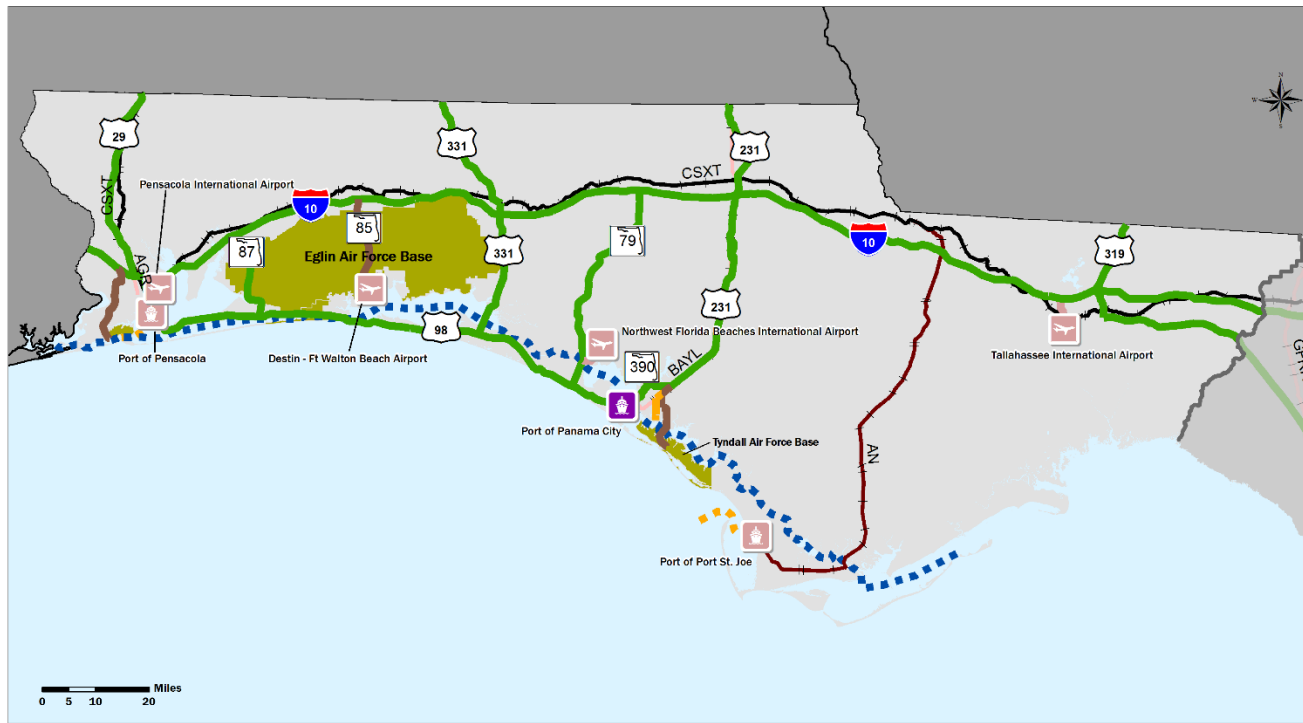 N
W
E
S
29
331
231
CSXT
CSXT
Pensacola International Airport
10
85
87
79
Eglin Air Force Base
331
10
319
AGR
231
98
Northwest Florida Beaches International Airport
Port of Pensacola
Destin - Ft Walton Beach Airport
390
BAYL
Tallahassee International Airport
Port of Panama City
Tyndall Air Force Base
AN
Port of Port St. Joe
Miles
0 5 10 20